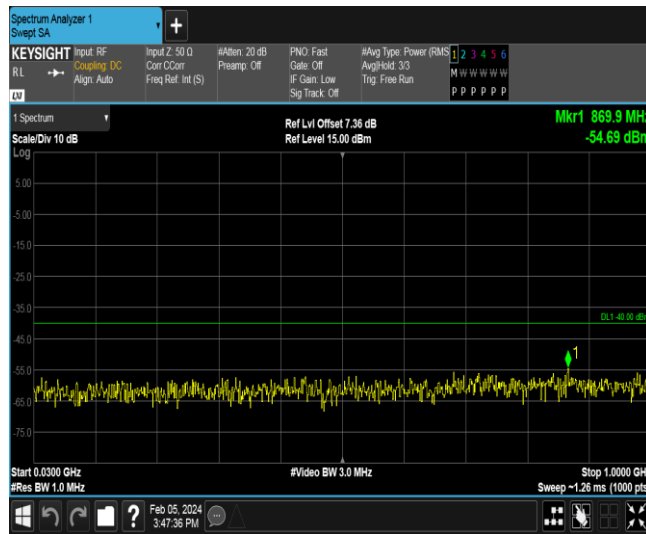 Spectrum Analyzer 1
Swept SA
+
KEYSIGHT
RL
LXI
Input: RF
Coupling: DC
Align: Auto
Input Z: 50 Ω
Corr CCorr
Freq Ref: Int (S)
#Atten: 20 dB
Preamp: Off
PNO: Fast
Gate: Off
IF Gain: Low
Sig Track: Off
#Avg Type: Power (RMS
Avg|Hold: 3/3
Trig: Free Run
1 2 3 4 5 6
M W W W W W
P P P P P P
1 Spectrum
Scale/Div 10 dB
Log
Ref Lvl Offset 7.36 dB
Ref Level 15.00 dBm
Mkr1 869.9 MHz
-54.69 dBm
5.00
-5.00
-15.0
-25.0
-35.0
DL1 -40.00 dBm
-45.0
1
-55.0
-65.0
-75.0
Start 0.0300 GHz
#Res BW 1.0 MHz
#Video BW 3.0 MHz
Stop 1.0000 GH
Sweep ~1.26 ms (1000 pts
?
Feb 05, 2024
3:47:36 PM